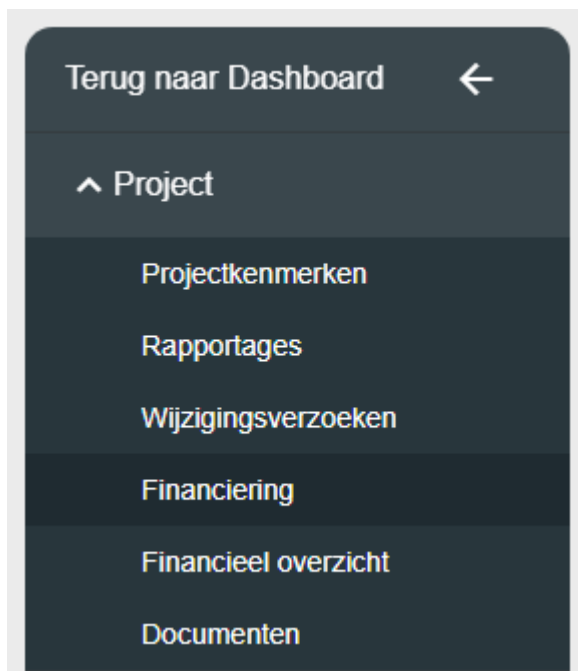 Terug naar Dashboard
Project
Projectkenmerken
Rapportages
Wijzigingsverzoeken
Financiering
Financieel overzicht
Documenten